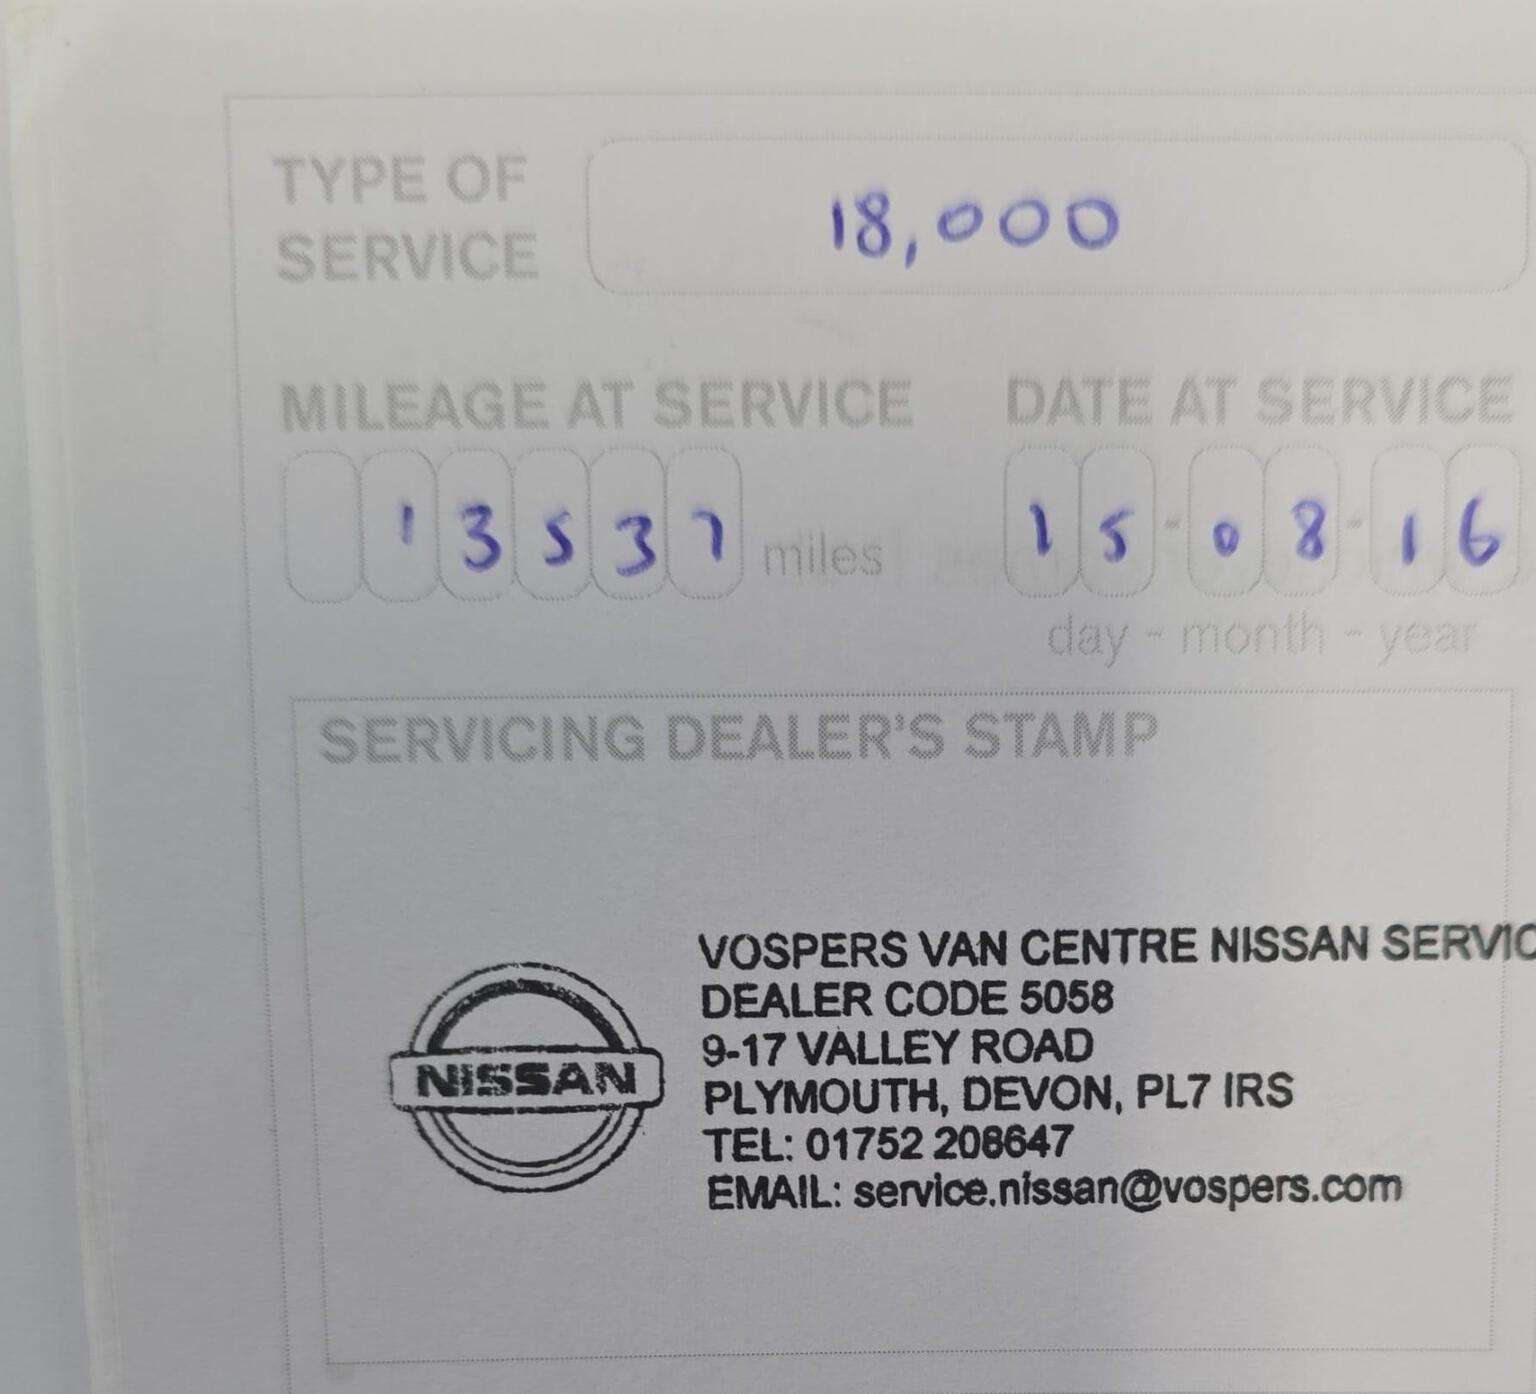 TYPE OF
SERVICE
18,000
MILEAGE AT SERVICE
13537 miles
DATE AT SERVICE
15-08-16
day - month - year
SERVICING DEALER'S STAMP
NISSAN
VOSPERS VAN CENTRE NISSAN SERVIC
DEALER CODE 5058
9-17 VALLEY ROAD
PLYMOUTH, DEVON, PL7 IRS
TEL: 01752 208647
EMAIL: service.nissan@vospers.com